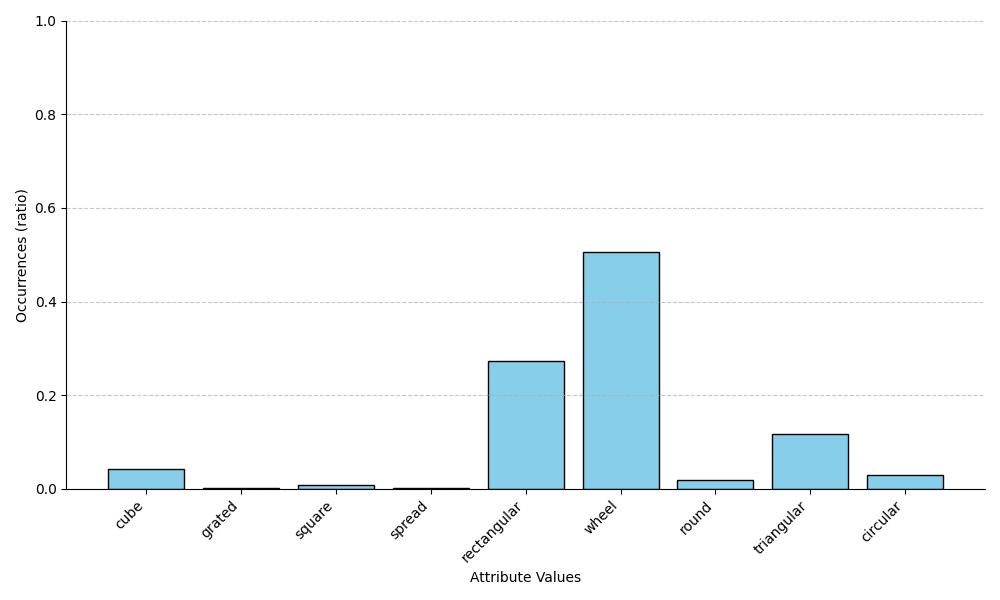 1.0
0.8
0.6
0.4
0.2
0.0
Occurrences (ratio)
cube
grated
square
spread
rectangular
wheel
round
triangular
circular
Attribute Values